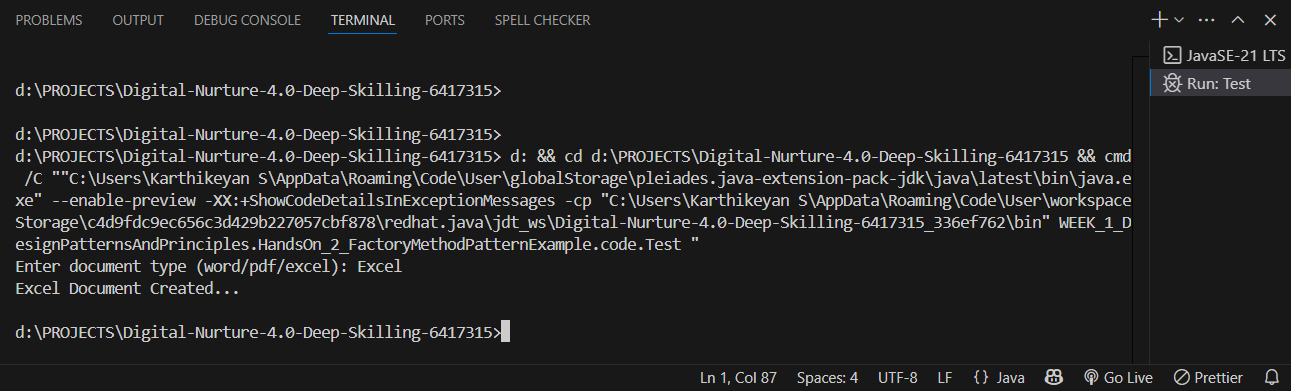 PROBLEMS OUTPUT DEBUG CONSOLE TERMINAL PORTS SPELL CHECKER
d:\PROJECTS\Digital-Nurture-4.0-Deep-Skilling-6417315>
d:\PROJECTS\Digital-Nurture-4.0-Deep-Skilling-6417315>
d:\PROJECTS\Digital-Nurture-4.0-Deep-Skilling-6417315> d: && cd d:\PROJECTS\Digital-Nurture-4.0-Deep-Skilling-6417315 && cmd
/C ""C:\Users\Karthikeyan S\AppData\Roaming\Code\User\globalStorage\pleiades.java-extension-pack-jdk\java\latest\bin\java.e
xe" --enable-preview -XX:+ShowCodeDetailsInExceptionMessages -cp "C:\Users\Karthikeyan S\AppData\Roaming\Code\User\workspace
Storage\c4d9fdc9ec656c3d429b227057cbf878\redhat.java\jdt_ws\Digital-Nurture-4.0-Deep-Skilling-6417315_336ef762\bin" WEEK_1_D
esignPatternsAndPrinciples.HandsOn_2_FactoryMethodPatternExample.code.Test "
Enter document type (word/pdf/excel): Excel
Excel Document Created...
d:\PROJECTS\Digital-Nurture-4.0-Deep-Skilling-6417315>
JavaSE-21 LTS
Run: Test
Ln 1, Col 87 Spaces: 4 UTF-8 LF {} Java Go Live Prettier